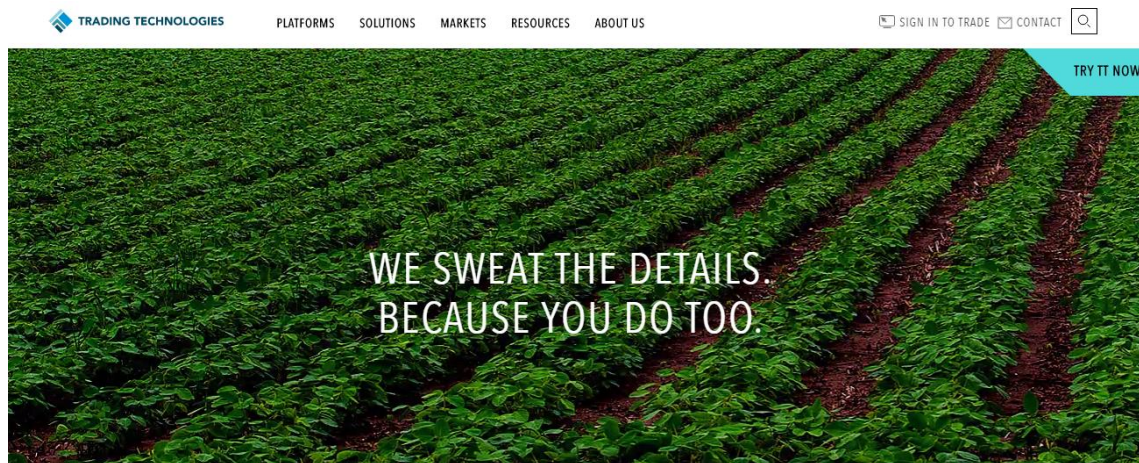 TRADING TECHNOLOGIES
PLATFORMS SOLUTIONS MARKETS RESOURCES ABOUT US
SIGN IN TO TRADE CONTACT
TRY TT NOW
WE SWEAT THE DETAILS.
BECAUSE YOU DO TOO.